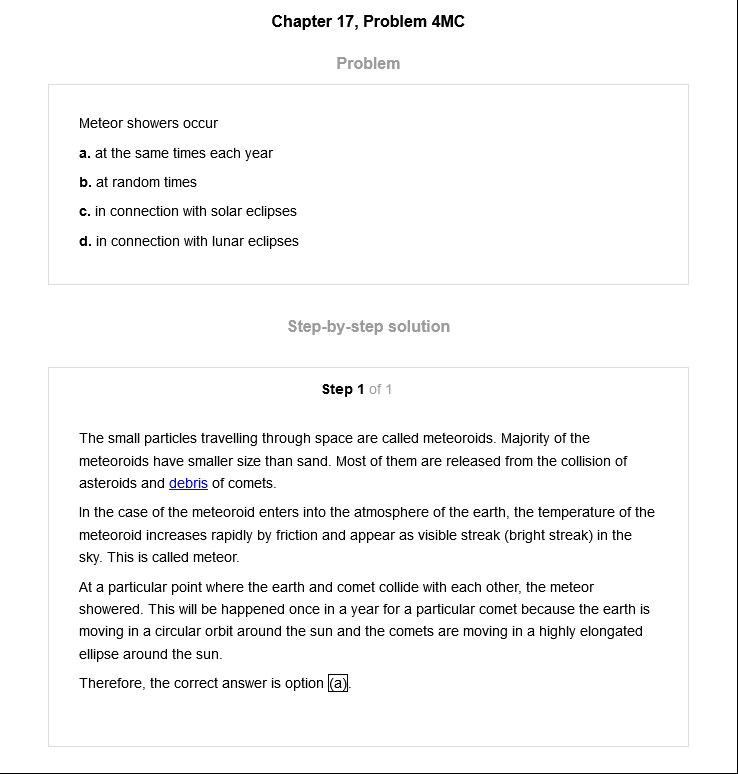 Chapter 17, Problem 4MC
Problem
Meteor showers occur
a. at the same times each year
b. at random times
c. in connection with solar eclipses
d. in connection with lunar eclipses
Step-by-step solution
Step 1 of 1
The small particles travelling through space are called meteoroids. Majority of the
meteoroids have smaller size than sand. Most of them are released from the collision of
asteroids and debris of comets.
In the case of the meteoroid enters into the atmosphere of the earth, the temperature of the
meteoroid increases rapidly by friction and appear as visible streak (bright streak) in the
sky. This is called meteor.
At a particular point where the earth and comet collide with each other, the meteor
showered. This will be happened once in a year for a particular comet because the earth is
moving in a circular orbit around the sun and the comets are moving in a highly elongated
ellipse around the sun.
Therefore, the correct answer is option (a).